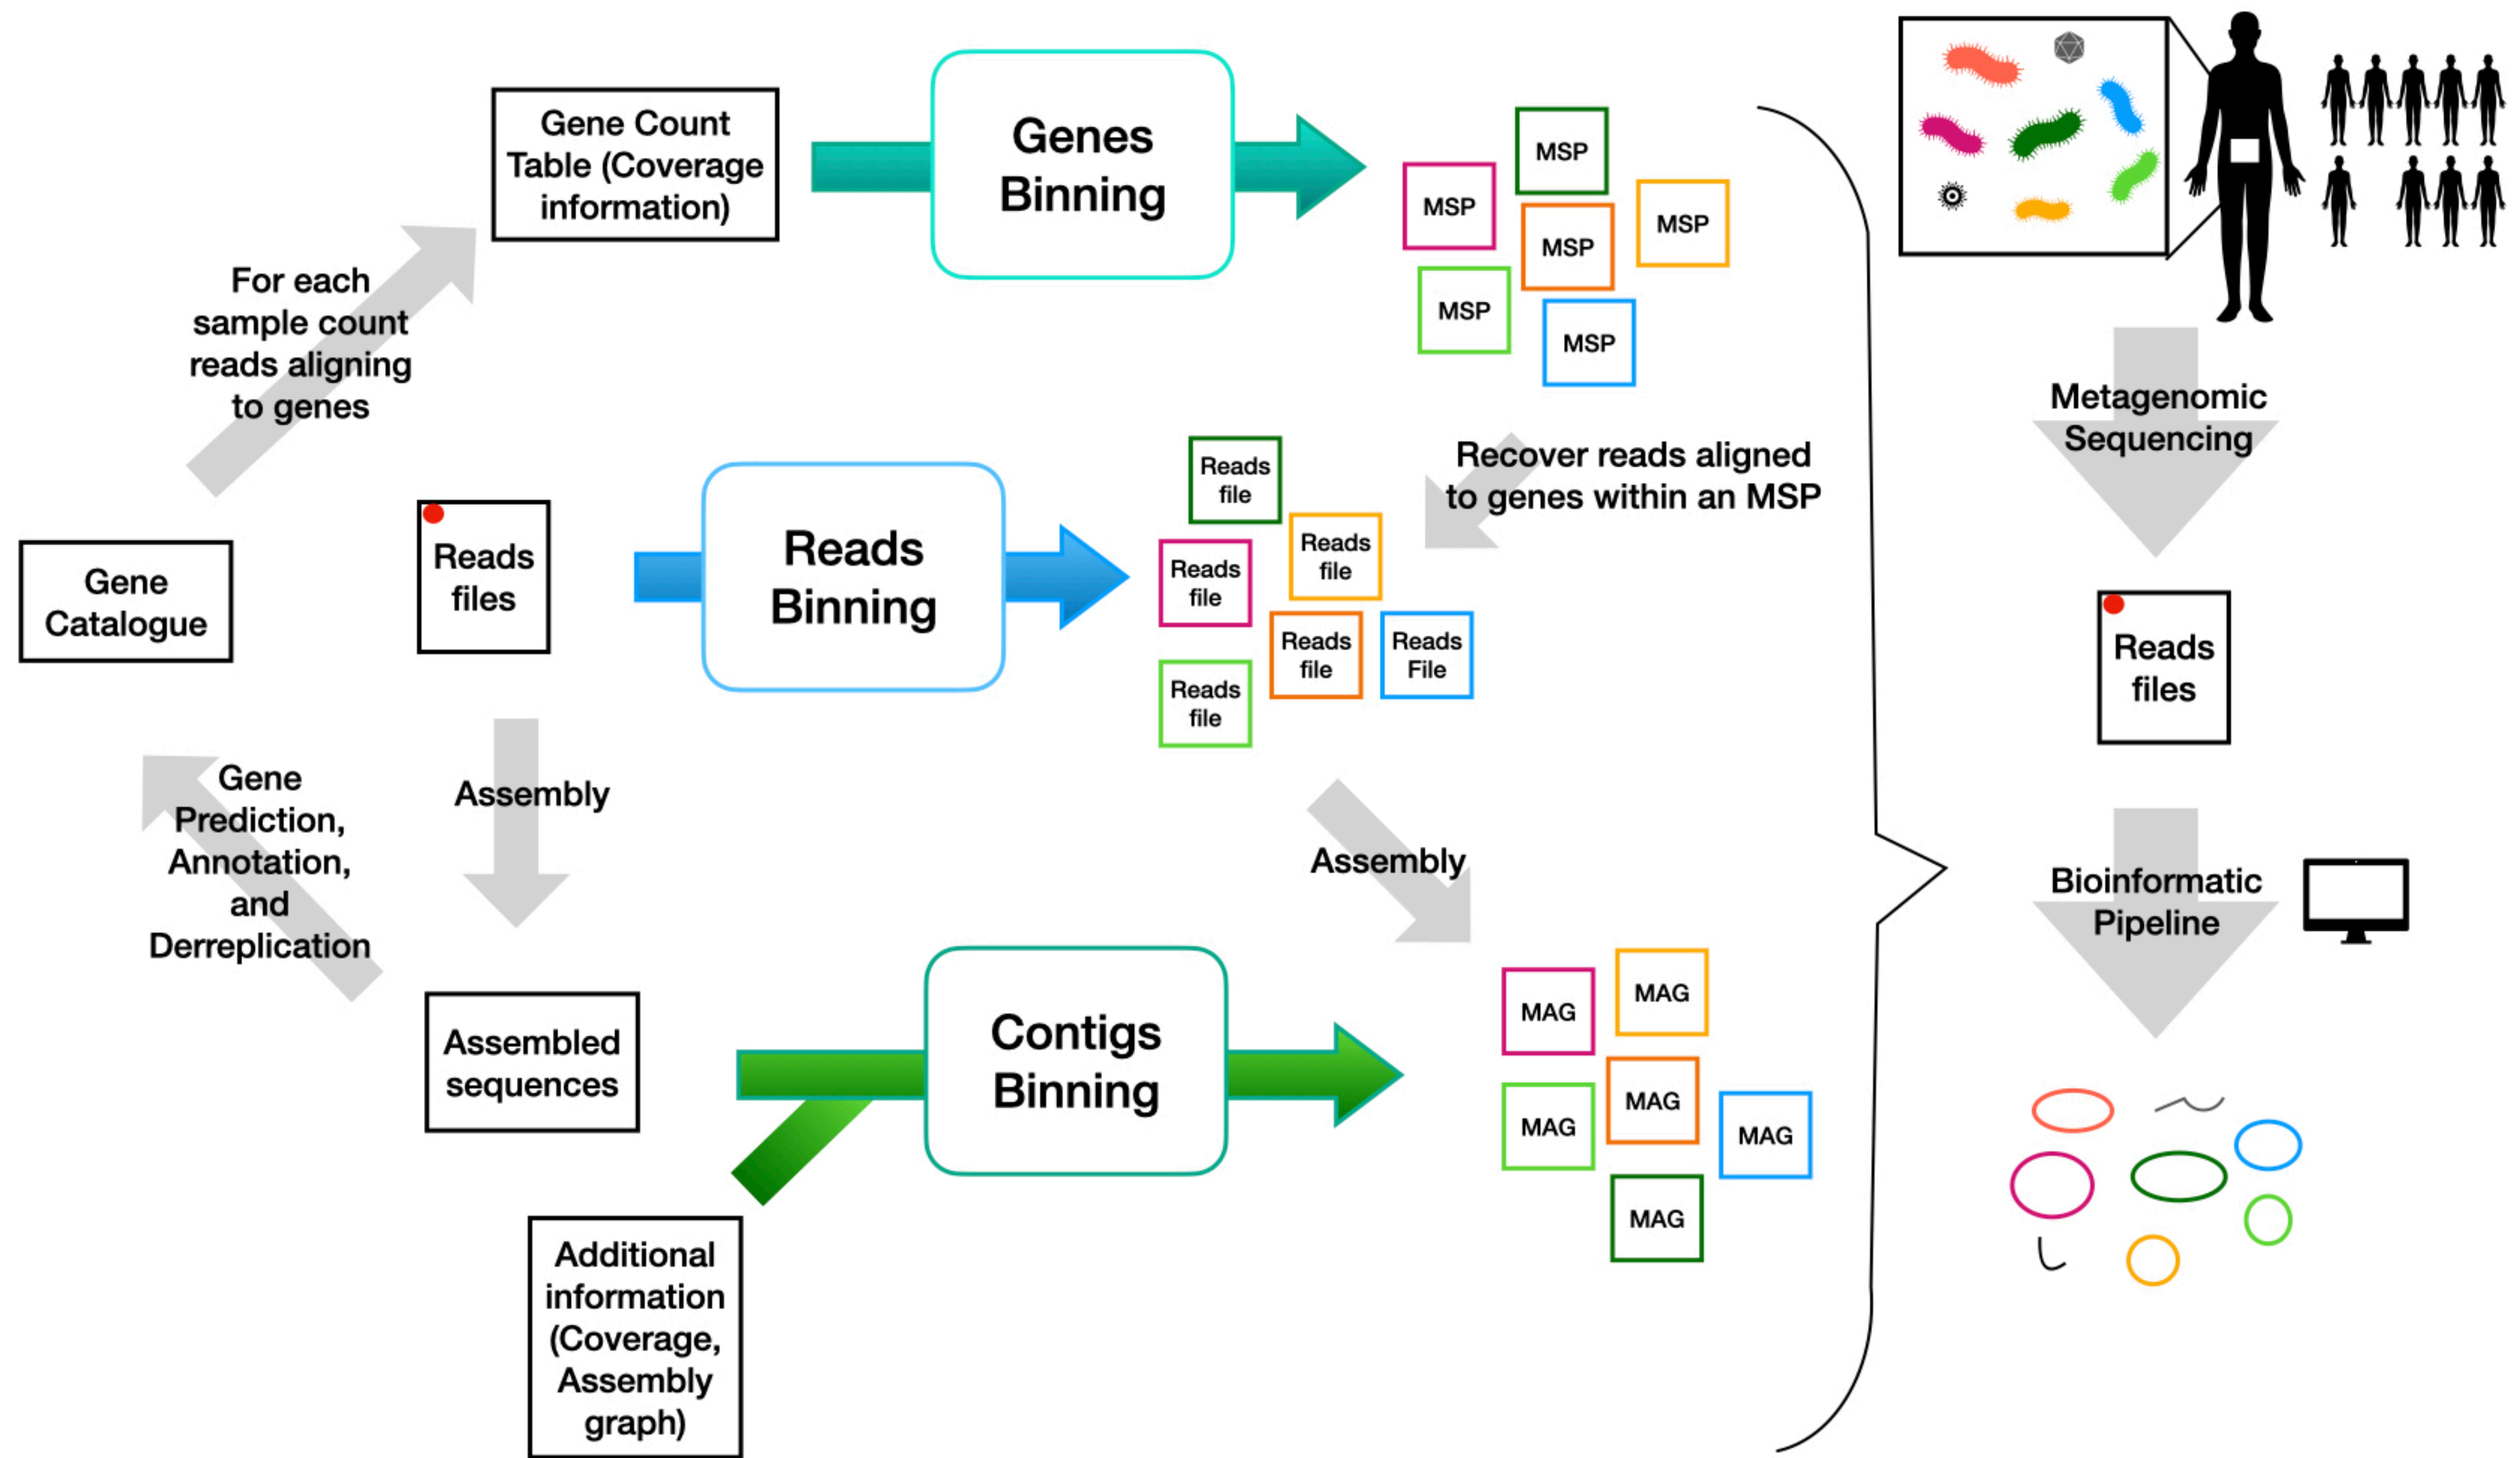 Gene Count
Table (Coverage
information)
Genes
Binning
MSP
MSP
MSP
MSP
MSP
MSP
For each
sample count
reads aligning
to genes
Recover reads aligned
to genes within an MSP
Gene
Catalogue
Reads
files
Reads
Binning
Reads
file
Reads
file
Reads
file
Reads
file
Reads
File
Reads
file
Gene
Prediction,
Annotation,
and
Derreplication
Assembly
Assembly
Assembled
sequences
Contigs
Binning
MAG
MAG
MAG
MAG
MAG
MAG
Additional
information
(Coverage,
Assembly
graph)
Metagenomic
Sequencing
Reads
files
Bioinformatic
Pipeline